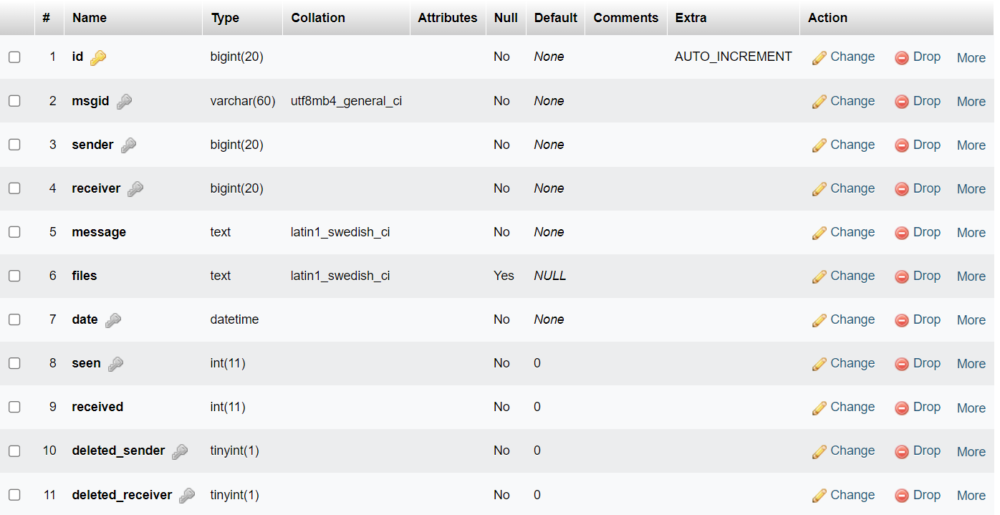 # Name Type Collation Attributes Null Default Comments Extra Action
1 id bigint(20) No None AUTO_INCREMENT Change Drop More
2 msgid varchar(60) utf8mb4_general_ci No None Change Drop More
3 sender bigint(20) No None Change Drop More
4 receiver bigint(20) No None Change Drop More
5 message text latin1_swedish_ci No None Change Drop More
6 files text latin1_swedish_ci Yes NULL Change Drop More
7 date datetime No None Change Drop More
8 seen int(11) No 0 Change Drop More
9 received int(11) No 0 Change Drop More
10 deleted_sender tinyint(1) No 0 Change Drop More
11 deleted_receiver tinyint(1) No 0 Change Drop More